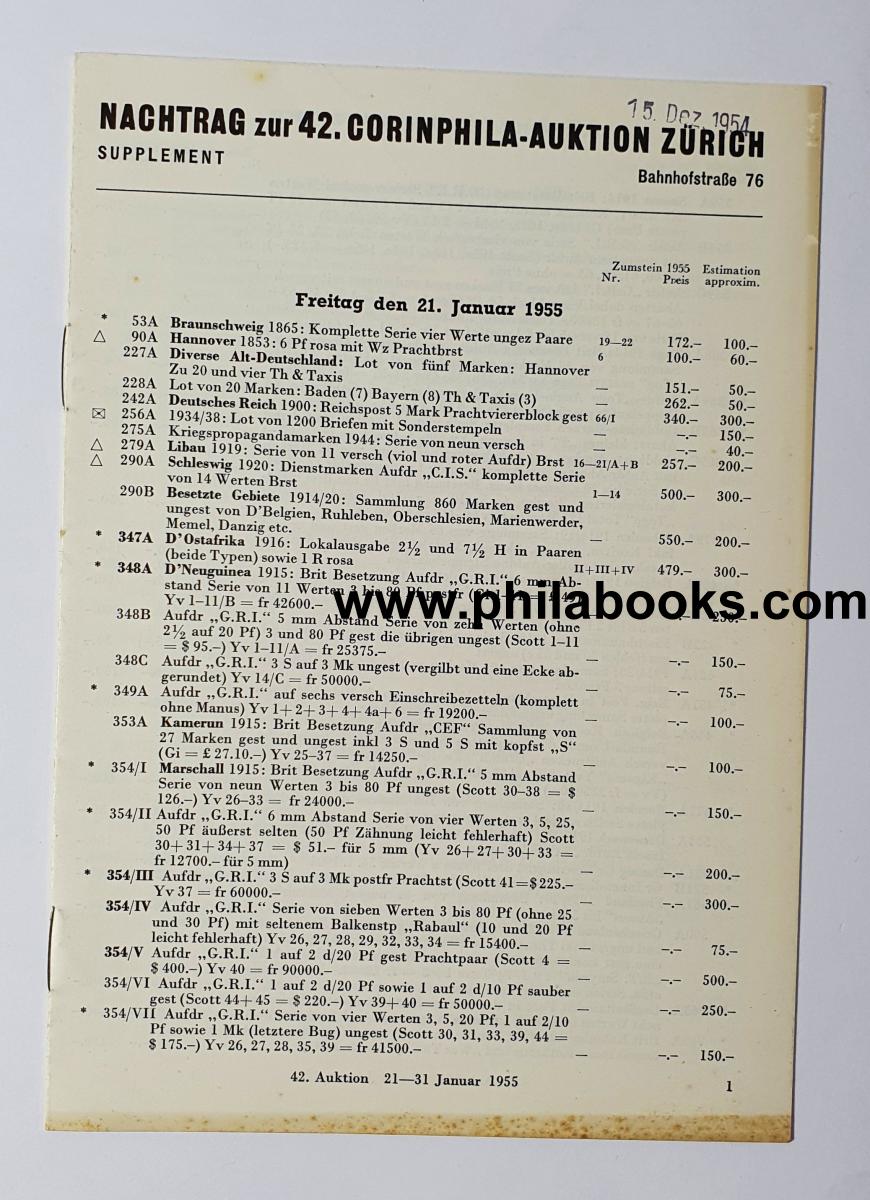 15. Dez. 1954
NACHTRAG zur 42. CORINPHILA-AUKTION ZÜRICH
SUPPLEMENT
Bahnhofstraße 76
Zumstein 1955 Estimation
Nr. Preis approxim.
Freitag den 21. Januar 1955
* 53A Braunschweig 1865: Komplette Serie vier Werte ungez Paare 19—22 172.– 100.–
△ 90A Hannover 1853: 6 Pf rosa mit Wz Prachtbrst 6 100.– 60.–
227A Diverse Alt-Deutschland: Lot von fünf Marken: Hannover
Zu 20 und vier Th & Taxis — 151.– 50.–
228A Lot von 20 Marken: Baden (7) Bayern (8) Th & Taxis (3) — 262.– 50.–
242A Deutsches Reich 1900: Reichspost 5 Mark Prachtviererblock gest 66/I 340.– 300.–
✉ 256A 1934/38: Lot von 1200 Briefen mit Sonderstempeln — –.– 150.–
275A Kriegspropagandamarken 1944: Serie von neun versch — –.– 40.–
△ 279A Libau 1919: Serie von 11 versch (viol und roter Aufdr) Brst 16—21/A+B 257.– 200.–
△ 290A Schleswig 1920: Dienstmarken Aufdr „C.I.S.“ komplette Serie
von 14 Werten Brst 1—14 500.– 300.–
290B Besetzte Gebiete 1914/20: Sammlung 860 Marken gest und
ungest von D'Belgien, Ruhleben, Oberschlesien, Marienwerder,
Memel, Danzig etc. — 550.– 200.–
* 347A D'Ostafrika 1916: Lokalausgabe 2½ und 7½ H in Paaren
(beide Typen) sowie 1 R rosa II+III+IV 479.– 300.–
* 348A D'Neuguinea 1915: Brit Besetzung Aufdr „G.R.I.“ 6 mm Ab-
stand Serie von 11 Werten 3 bis 80 Pf postfr
www.philabooks.com
Yv 1–11/B = fr 42600.– 250.–
348B Aufdr „G.R.I.“ 5 mm Abstand Serie von zehn Werten (ohne
2½ auf 20 Pf) 3 und 80 Pf gest die übrigen ungest (Scott 1–11
= $ 95.–) Yv 1–11/A = fr 25375.– — –.– 150.–
348C Aufdr „G.R.I.“ 3 S auf 3 Mk ungest (vergilbt und eine Ecke ab-
gerundet) Yv 14/C = fr 50000.– — –.– 75.–
* 349A Aufdr „G.R.I.“ auf sechs versch Einschreibezetteln (komplett
ohne Manus) Yv 1+2+3+4+4a+6 = fr 19200.– — –.– 100.–
353A Kamerun 1915: Brit Besetzung Aufdr „CEF“ Sammlung von
27 Marken gest und ungest inkl 3 S und 5 S mit kopfst „S“
(Gi = £ 27.10.–) Yv 25–37 = fr 14250.– — –.– 100.–
* 354/I Marschall 1915: Brit Besetzung Aufdr „G.R.I.“ 5 mm Abstand
Serie von neun Werten 3 bis 80 Pf ungest (Scott 30–38 = $
126.–) Yv 26–33 = fr 24000.– — –.– 150.–
* 354/II Aufdr „G.R.I.“ 6 mm Abstand Serie von vier Werten 3, 5, 25,
50 Pf äußerst selten (50 Pf Zähnung leicht fehlerhaft) Scott
30+31+34+37 = $ 51.– für 5 mm (Yv 26+27+30+33 =
fr 12700.– für 5 mm) — –.– 200.–
* 354/III Aufdr „G.R.I.“ 3 S auf 3 Mk postfr Prachtst (Scott 41=$ 225.–
Yv 37 = fr 60000.– — –.– 300.–
354/IV Aufdr „G.R.I.“ Serie von sieben Werten 3 bis 80 Pf (ohne 25
und 30 Pf) mit seltenem Balkenstp „Rabaul“ (10 und 20 Pf
leicht fehlerhaft) Yv 26, 27, 28, 29, 32, 33, 34 = fr 15400.– — –.– 75.–
354/V Aufdr „G.R.I.“ 1 auf 2 d/20 Pf gest Prachtpaar (Scott 4 =
$ 400.–) Yv 40 = fr 90000.– — –.– 500.–
354/VI Aufdr „G.R.I.“ 1 auf 2 d/20 Pf sowie 1 auf 2 d/10 Pf sauber
gest (Scott 44+45 = $ 220.–) Yv 39+40 = fr 50000.– — –.– 250.–
* 354/VII Aufdr „G.R.I.“ Serie von vier Werten 3, 5, 20 Pf, 1 auf 2/10
Pf sowie 1 Mk (letztere Bug) ungest (Scott 30, 31, 33, 39, 44 =
$ 175.–) Yv 26, 27, 28, 35, 39 = fr 41500.– — –.– 150.–
42. Auktion 21—31 Januar 1955
1